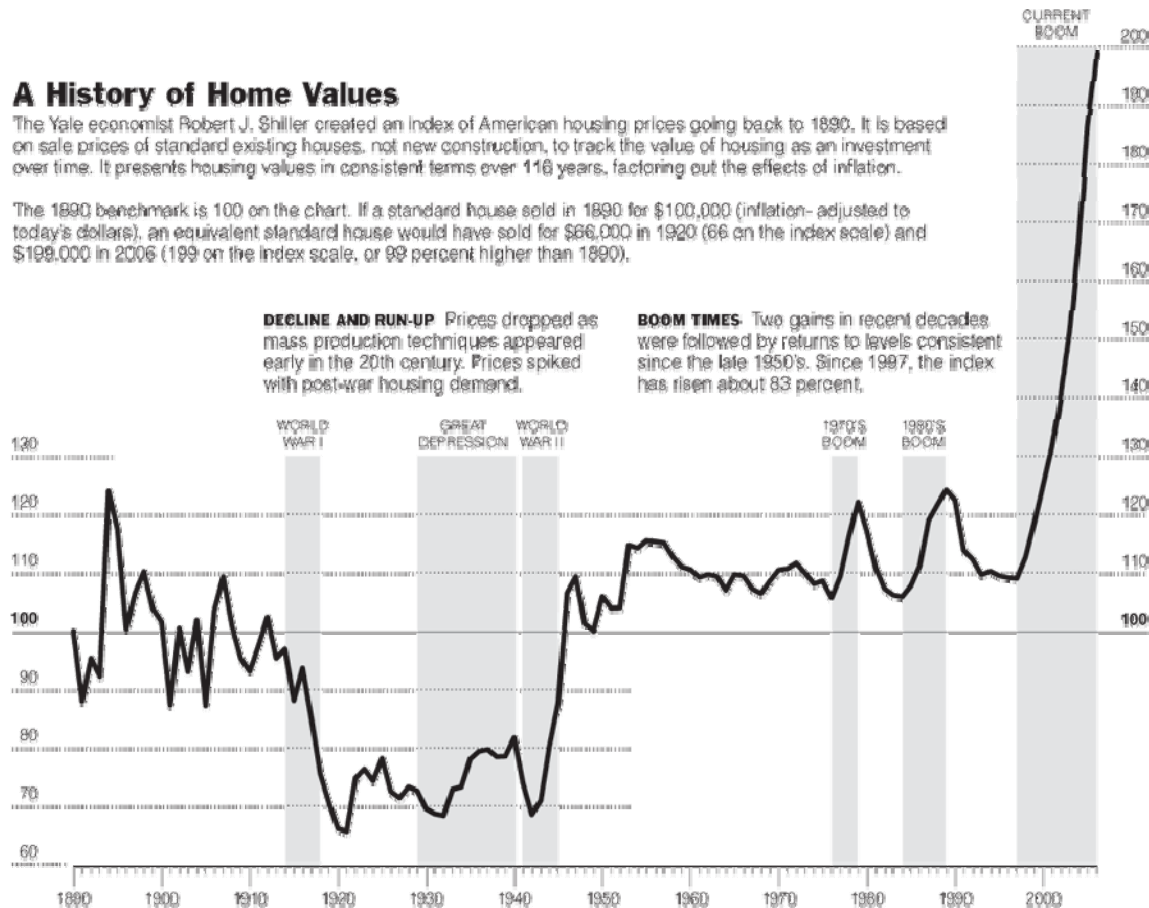 CURRENT
BOOM
A History of Home Values
The Yale economist Robert J. Shiller created an index of American housing prices going back to 1890. It is based
on sale prices of standard existing houses, not new construction, to track the value of housing as an investment
over time. It presents housing values in consistent terms over 116 years, factoring out the effects of inflation.
The 1890 benchmark is 100 on the chart. If a standard house sold in 1890 for $100,000 (inflation- adjusted to
today's dollars), an equivalent standard house would have sold for $66,000 in 1920 (66 on the index scale) and
$199,000 in 2006 (199 on the index scale, or 99 percent higher than 1890).
DECLINE AND RUN-UP Prices dropped as
mass production techniques appeared
early in the 20th century. Prices spiked
with post-war housing demand.
BOOM TIMES Two gains in recent decades
were followed by returns to levels consistent
since the late 1950's. Since 1997, the index
has risen about 83 percent.
WORLD
WAR I
GREAT
DEPRESSION
WORLD
WAR II
1970'S
BOOM
1980'S
BOOM
130
120
110
100
90
80
70
60
200
190
180
170
160
150
140
130
120
110
100
1890 1900 1910 1920 1930 1940 1950 1960 1970 1980 1990 2000